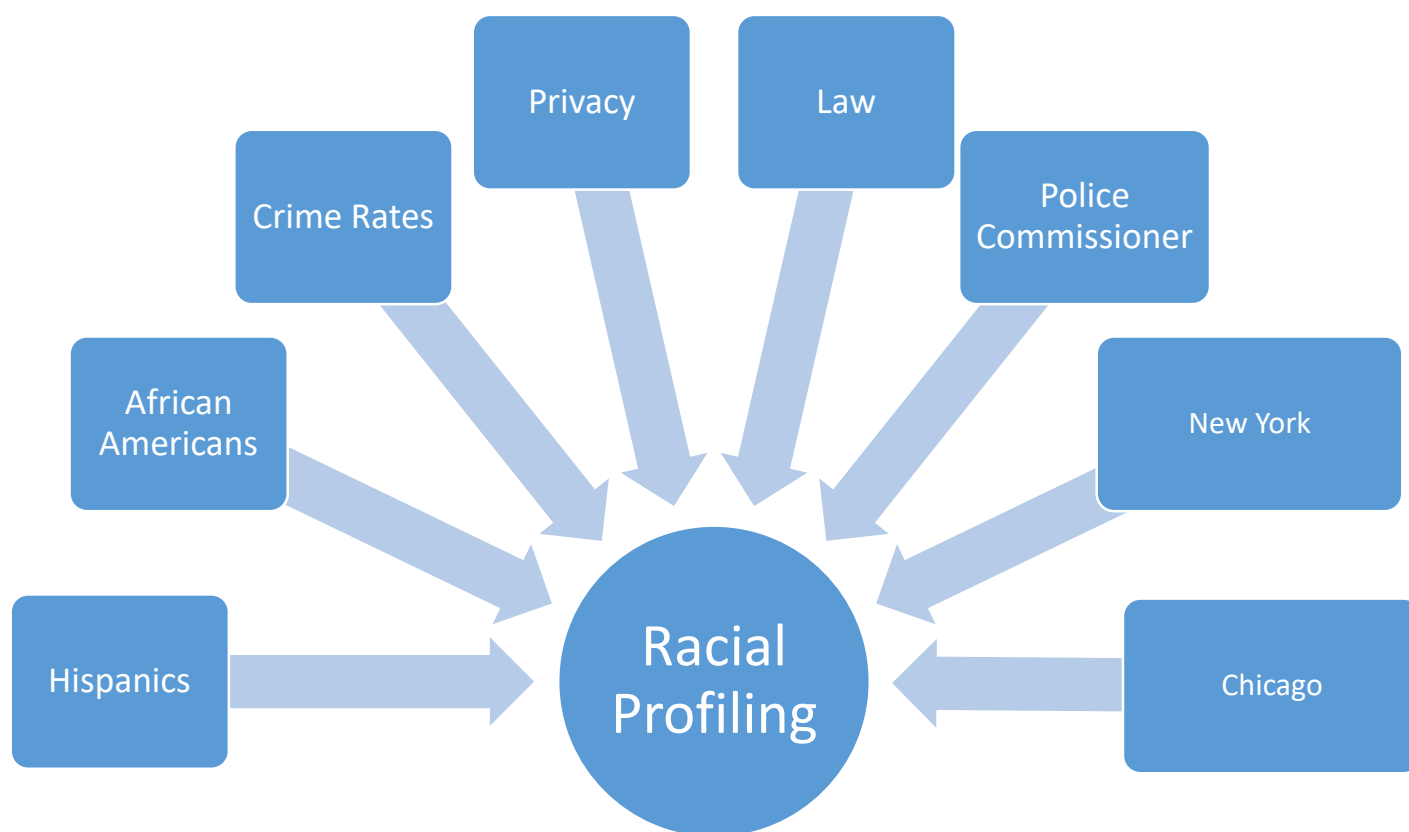 Privacy
Law
Crime Rates
Police
Commissioner
African
Americans
New York
Hispanics
Racial
Profiling
Chicago